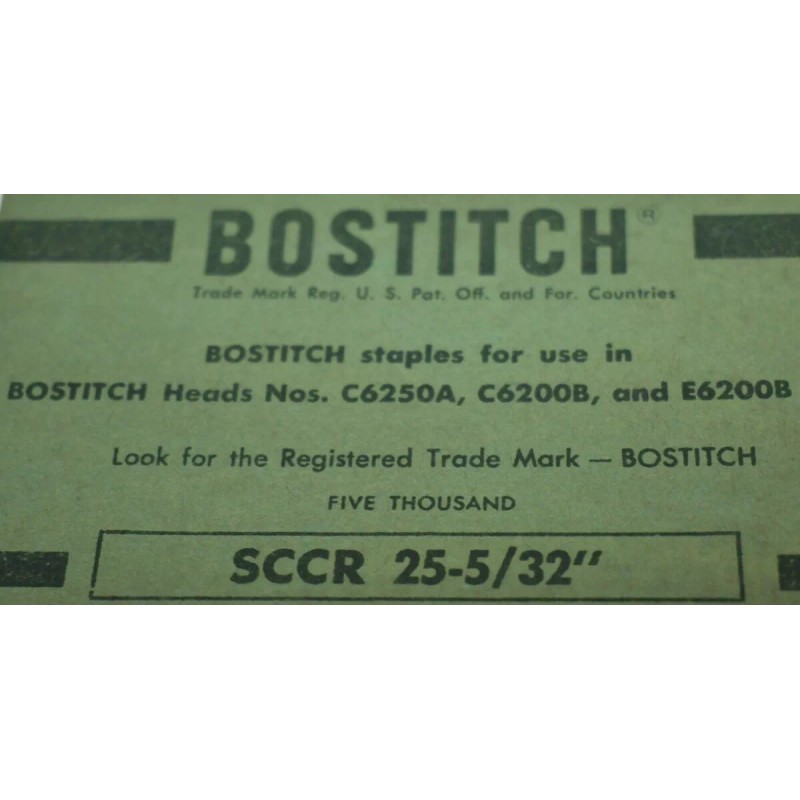 BOSTITCH®
Trade Mark Reg. U. S. Pat. Off. and For. Countries
BOSTITCH staples for use in
BOSTITCH Heads Nos. C6250A, C6200B, and E6200B
Look for the Registered Trade Mark — BOSTITCH
FIVE THOUSAND
SCCR 25-5/32"